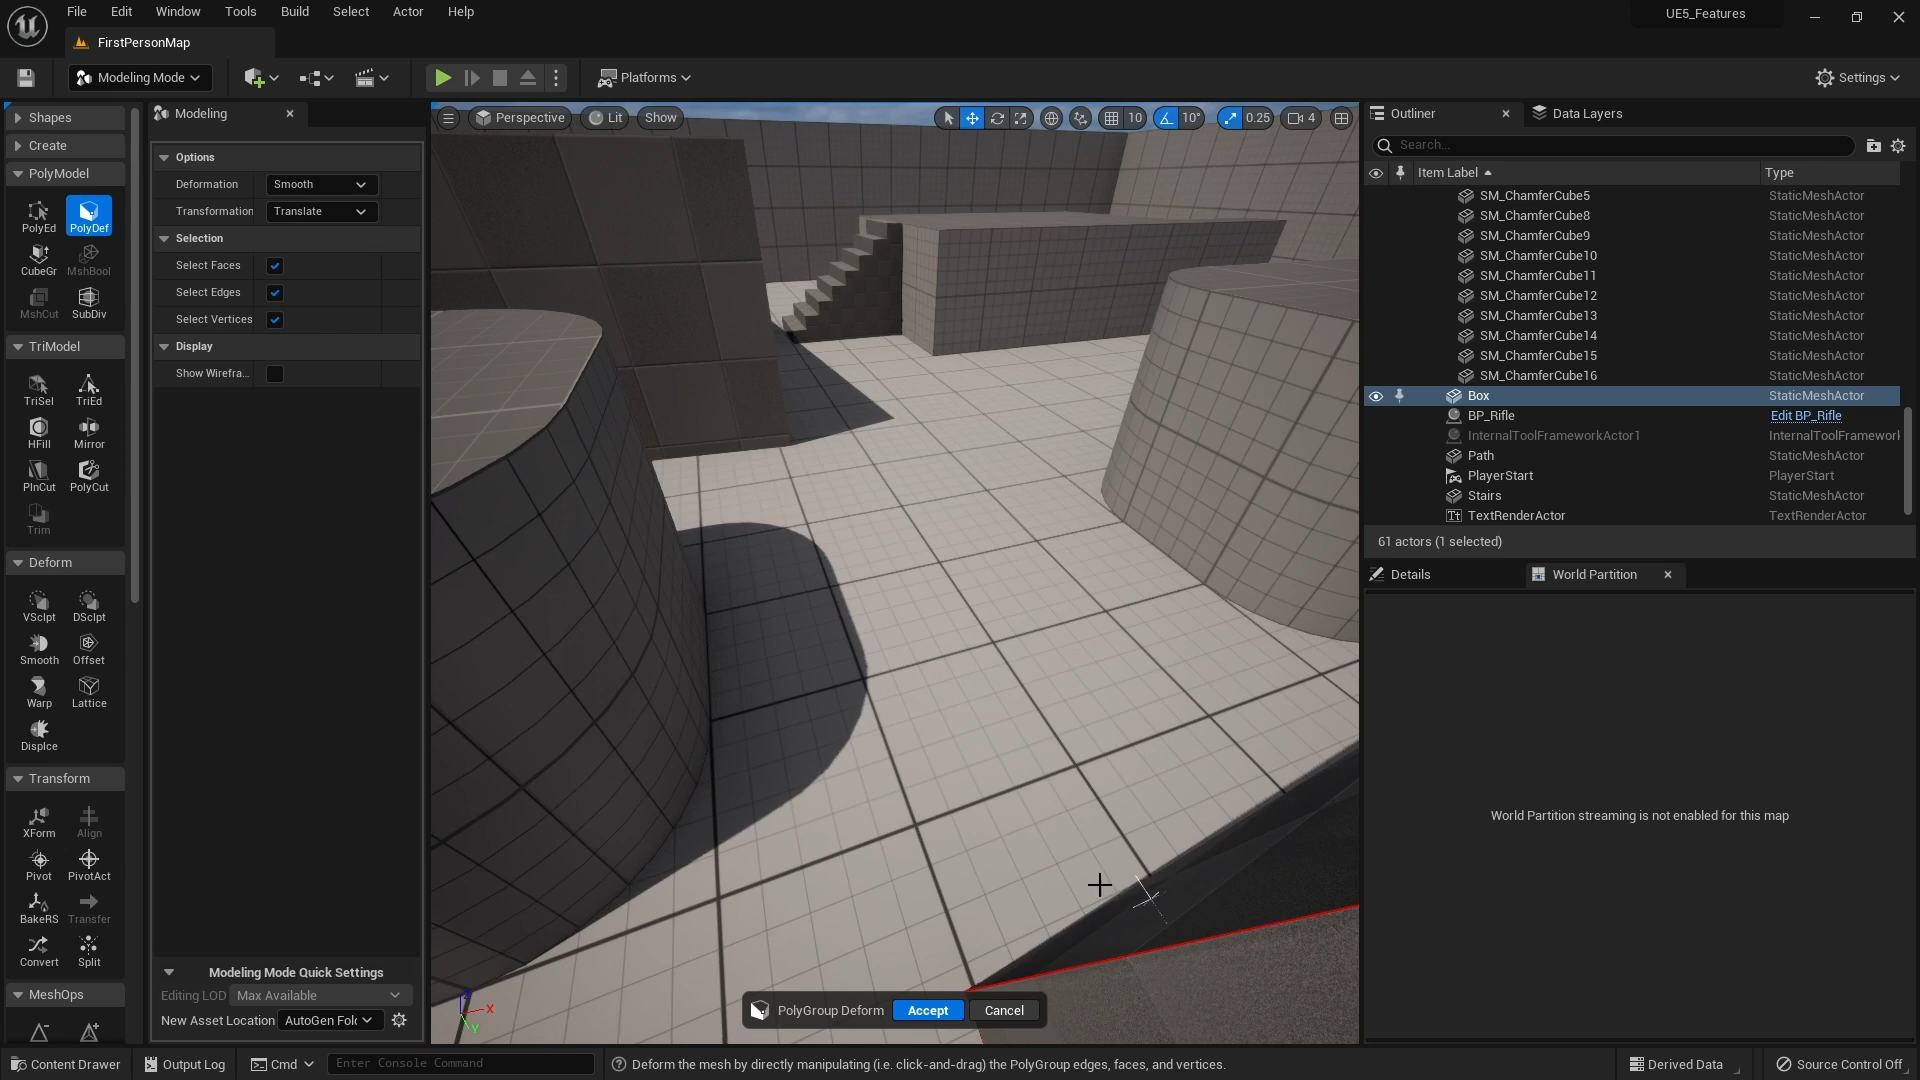 File Edit Window Tools Build Select Actor Help
UE5_Features
FirstPersonMap
Modeling Mode
Platforms
Settings
Shapes
Create
PolyModel
PolyEd PolyDef
CubeGr MshBool
MshCut SubDiv
TriModel
TriSel TriEd
HFill Mirror
PlnCut PolyCut
Trim
Deform
VSclpt DSclpt
Smooth Offset
Warp Lattice
Displce
Transform
XForm Align
Pivot PivotAct
BakeRS Transfer
Convert Split
MeshOps
Modeling
Options
Deformation Smooth
Transformation Translate
Selection
Select Faces
Select Edges
Select Vertices
Display
Show Wirefra...
Modeling Mode Quick Settings
Editing LOD Max Available
New Asset Location AutoGen Folc
Perspective Lit Show
10 10° 0.25 4
X
Y
PolyGroup Deform Accept Cancel
Outliner Data Layers
Search...
Item Label Type
SM_ChamferCube5 StaticMeshActor
SM_ChamferCube8 StaticMeshActor
SM_ChamferCube9 StaticMeshActor
SM_ChamferCube10 StaticMeshActor
SM_ChamferCube11 StaticMeshActor
SM_ChamferCube12 StaticMeshActor
SM_ChamferCube13 StaticMeshActor
SM_ChamferCube14 StaticMeshActor
SM_ChamferCube15 StaticMeshActor
SM_ChamferCube16 StaticMeshActor
Box StaticMeshActor
BP_Rifle Edit BP_Rifle
InternalToolFrameworkActor1 InternalToolFramework
Path StaticMeshActor
PlayerStart PlayerStart
Stairs StaticMeshActor
TextRenderActor TextRenderActor
61 actors (1 selected)
Details World Partition
World Partition streaming is not enabled for this map
Content Drawer Output Log Cmd Enter Console Command Deform the mesh by directly manipulating (i.e. click-and-drag) the PolyGroup edges, faces, and vertices. Derived Data Source Control Off